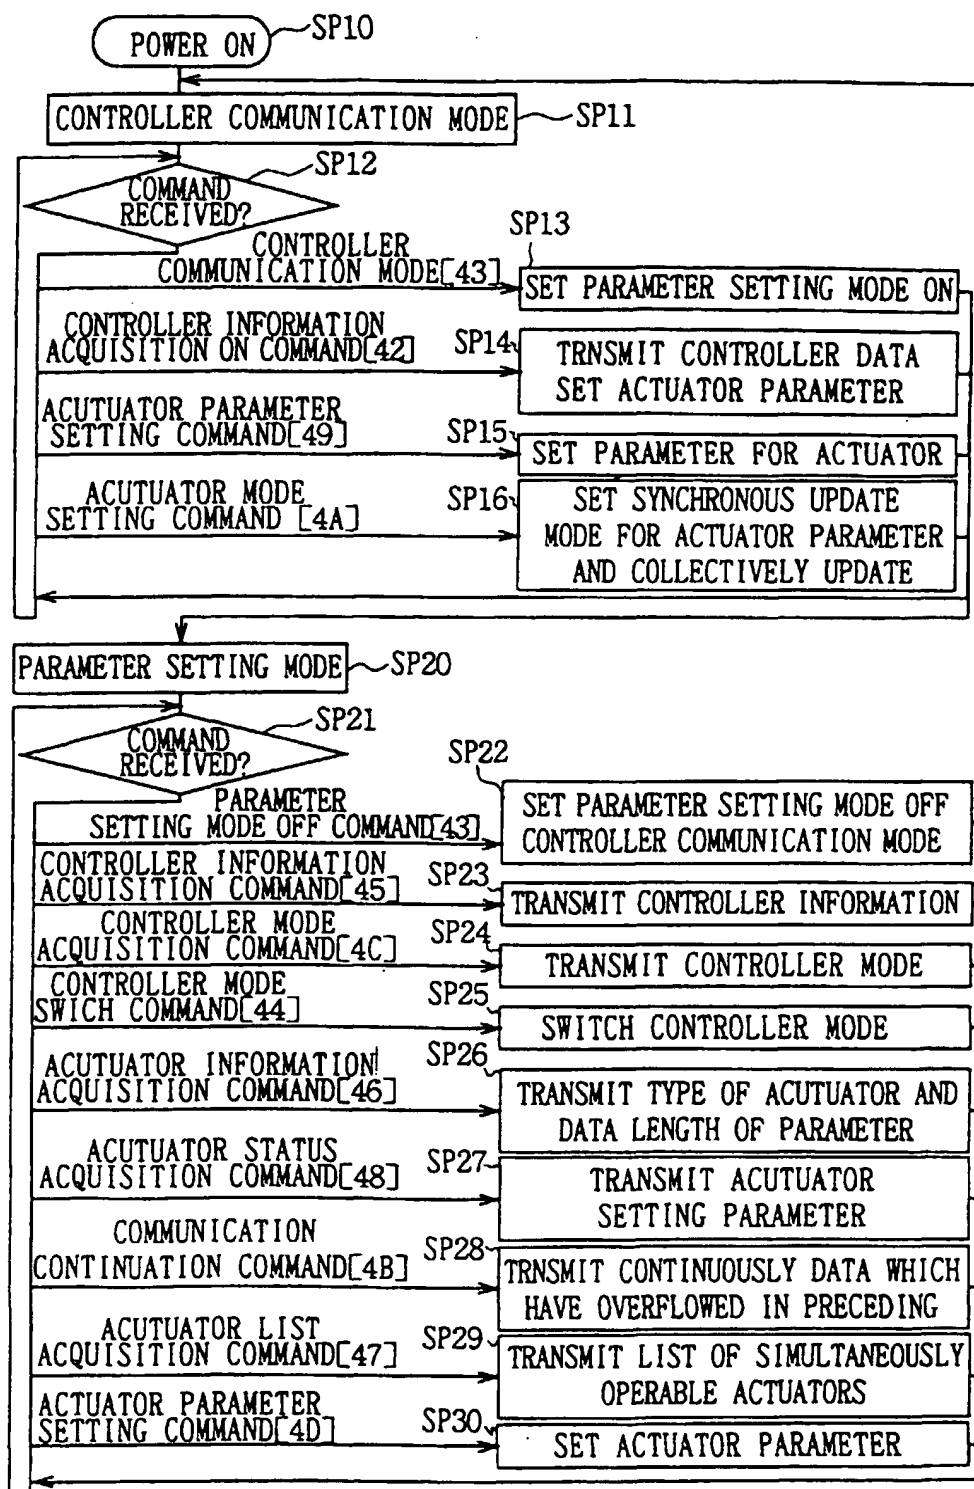 POWER ON
SP10
CONTROLLER COMMUNICATION MODE
SP11
SP12
COMMAND
RECEIVED?
CONTROLLER
COMMUNICATION MODE[43]
SP13
SET PARAMETER SETTING MODE ON
CONTROLLER INFORMATION
ACQUISITION ON COMMAND[42]
SP14
TRNSMIT CONTROLLER DATA
SET ACTUATOR PARAMETER
ACUTUATOR PARAMETER
SETTING COMMAND[49]
SP15
SET PARAMETER FOR ACTUATOR
ACUTUATOR MODE
SETTING COMMAND [4A]
SP16
SET SYNCHRONOUS UPDATE
MODE FOR ACTUATOR PARAMETER
AND COLLECTIVELY UPDATE
PARAMETER SETTING MODE
SP20
SP21
COMMAND
RECEIVED?
PARAMETER
SETTING MODE OFF COMMAND[43]
SP22
SET PARAMETER SETTING MODE OFF
CONTROLLER COMMUNICATION MODE
CONTROLLER INFORMATION
ACQUISITION COMMAND[45]
SP23
TRANSMIT CONTROLLER INFORMATION
CONTROLLER MODE
ACQUISITION COMMAND[4C]
SP24
TRANSMIT CONTROLLER MODE
CONTROLLER MODE
SWICH COMMAND[44]
SP25
SWITCH CONTROLLER MODE
ACUTUATOR INFORMATION
ACQUISITION COMMAND[46]
SP26
TRANSMIT TYPE OF ACUTUATOR AND
DATA LENGTH OF PARAMETER
ACUTUATOR STATUS
ACQUISITION COMMAND[48]
SP27
TRANSMIT ACUTUATOR
SETTING PARAMETER
COMMUNICATION
CONTINUATION COMMAND[4B]
SP28
TRNSMIT CONTINUOUSLY DATA WHICH
HAVE OVERFLOWED IN PRECEDING
ACUTUATOR LIST
ACQUISITION COMMAND[47]
SP29
TRANSMIT LIST OF SIMULTANEOUSLY
OPERABLE ACTUATORS
ACTUATOR PARAMETER
SETTING COMMAND[4D]
SP30
SET ACTUATOR PARAMETER